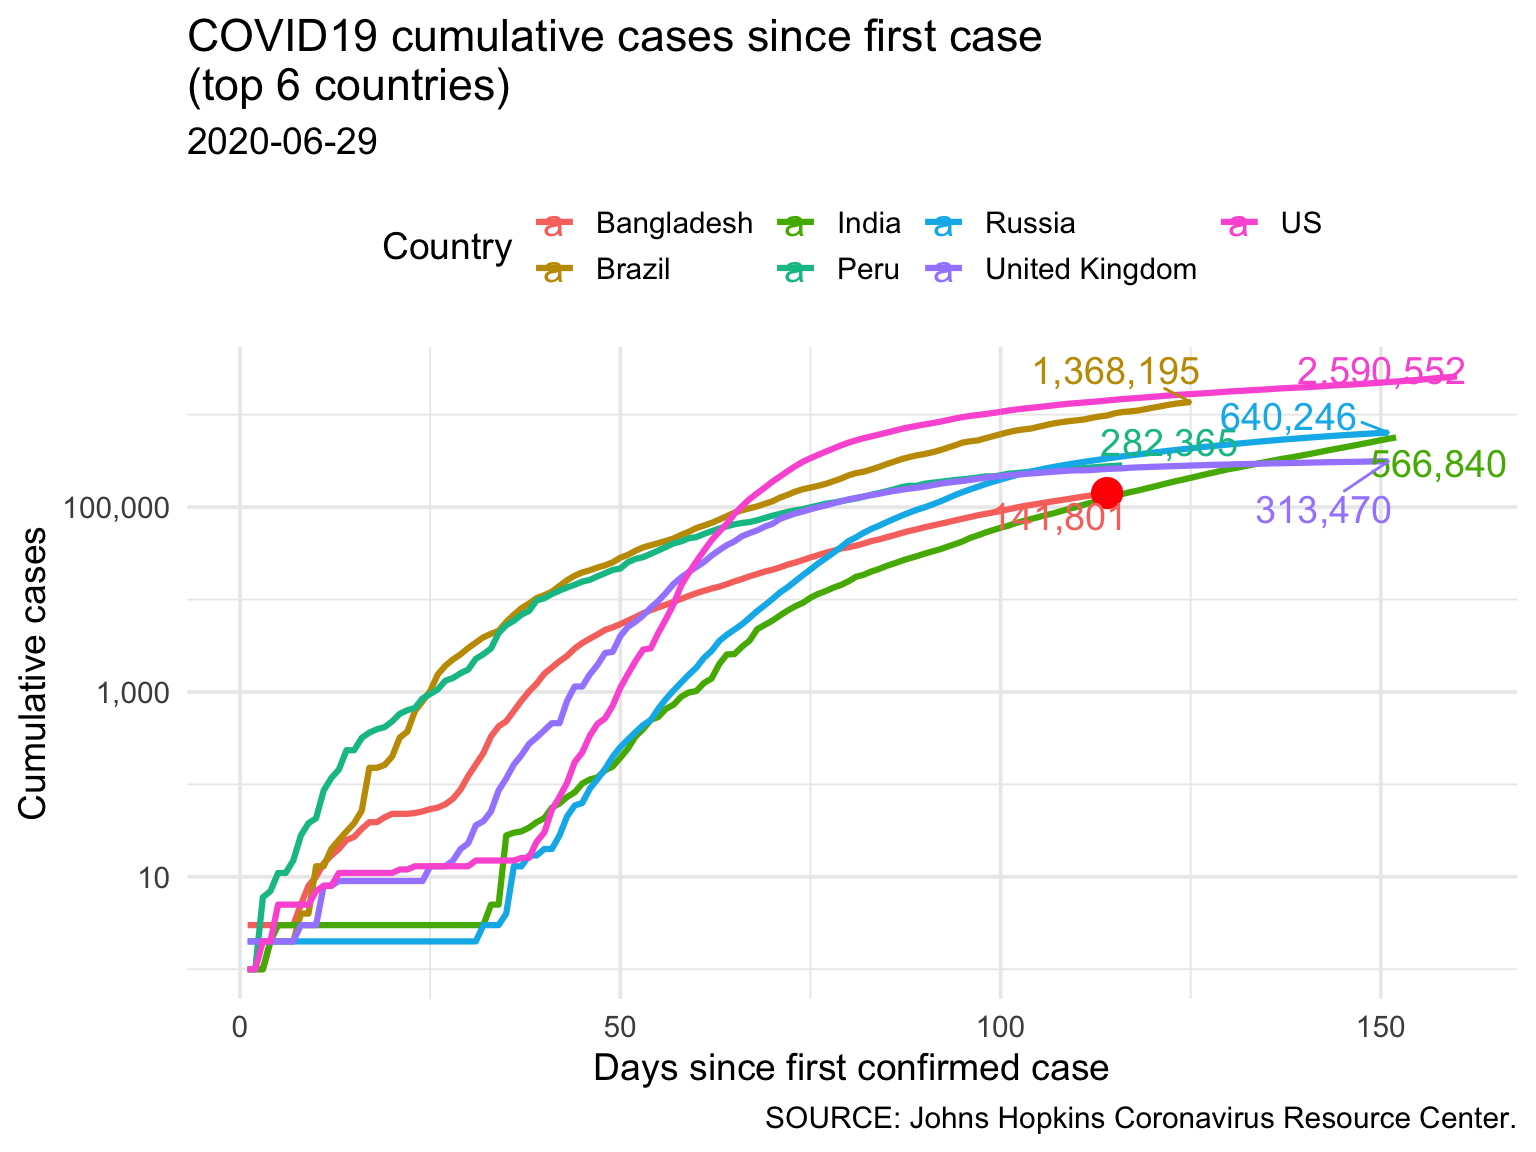 COVID19 cumulative cases since first case
(top 6 countries)
2020-06-29
Country
a Bangladesh a India a Russia a US
a Brazil a Peru a United Kingdom
1,368,195
2,590,552
640,246
282,365
566,840
313,470
141,801
100,000
1,000
10
Cumulative cases
0 50 100 150
Days since first confirmed case
SOURCE: Johns Hopkins Coronavirus Resource Center.